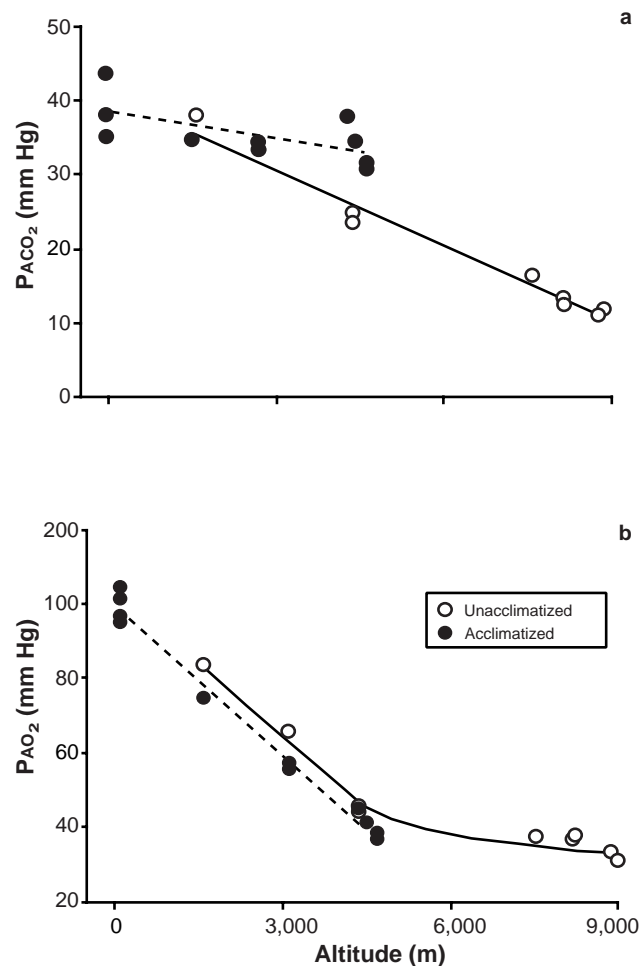 a
50
40
30
20
10
0
PACO₂ (mm Hg)
b
200
100
80
60
40
20
PAO₂ (mm Hg)
Unacclimatized
Acclimatized
0 3,000 6,000 9,000
Altitude (m)